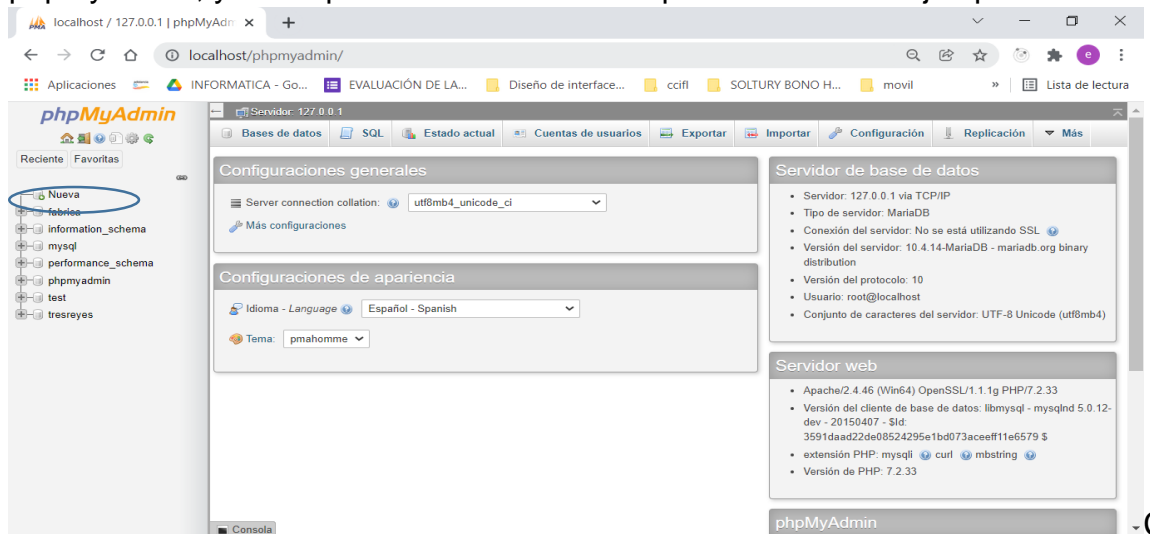 localhost / 127.0.0.1 | phpMyAdm
localhost/phpmyadmin/
e
Aplicaciones
INFORMATICA - Go...
EVALUACIÓN DE LA...
Diseño de interface...
ccifl
SOLTURY BONO H...
movil
»
Lista de lectura
phpMyAdmin
Reciente Favoritas
Nueva
fabrica
information_schema
mysql
performance_schema
phpmyadmin
test
tresreyes
Servidor: 127.0.0.1
Bases de datos
SQL
Estado actual
Cuentas de usuarios
Exportar
Importar
Configuración
Replicación
Más
Configuraciones generales
Server connection collation: utf8mb4_unicode_ci
Más configuraciones
Configuraciones de apariencia
Idioma - Language Español - Spanish
Tema: pmahomme
Consola
Servidor de base de datos
Servidor: 127.0.0.1 via TCP/IP
Tipo de servidor: MariaDB
Conexión del servidor: No se está utilizando SSL
Versión del servidor: 10.4.14-MariaDB - mariadb.org binary
distribution
Versión del protocolo: 10
Usuario: root@localhost
Conjunto de caracteres del servidor: UTF-8 Unicode (utf8mb4)
Servidor web
Apache/2.4.46 (Win64) OpenSSL/1.1.1g PHP/7.2.33
Versión del cliente de base de datos: libmysql - mysqlnd 5.0.12-
dev - 20150407 - $Id:
3591daad22de08524295e1bd073aceeff11e6579 $
extensión PHP: mysqli curl mbstring
Versión de PHP: 7.2.33
phpMyAdmin